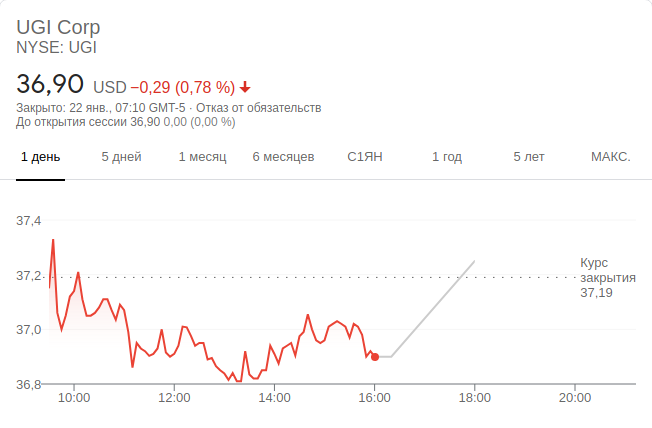 UGI Corp
NYSE: UGI
36,90 USD −0,29 (0,78 %)
Закрыто: 22 янв., 07:10 GMT-5 · Отказ от обязательств
До открытия сессии 36,90 0,00 (0,00 %)
1 день 5 дней 1 месяц 6 месяцев С1ЯН 1 год 5 лет МАКС.
37,4
37,2
37,0
36,8
Курс
закрытия
37,19
10:00 12:00 14:00 16:00 18:00 20:00